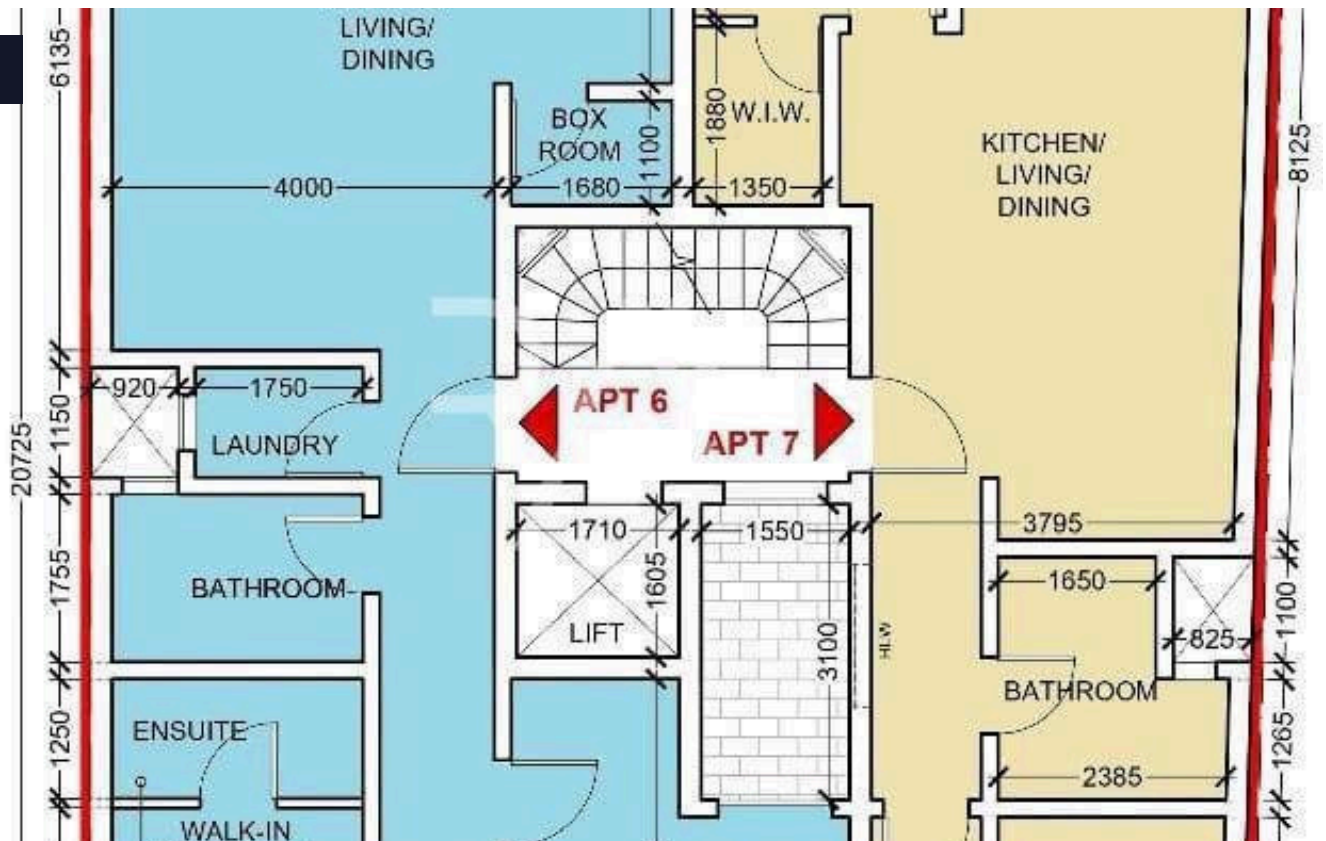 LIVING/
DINING
6135
BOX
ROOM
1100
1880
W.I.W.
KITCHEN/
LIVING/
DINING
8125
4000
1680
1350
920
1750
1150
LAUNDRY
APT 6
APT 7
20725
1710
1550
3795
1605
1755
BATHROOM
LIFT
3100
1650
1100
825
BATHROOM
1250
ENSUITE
1265
2385
WALK-IN